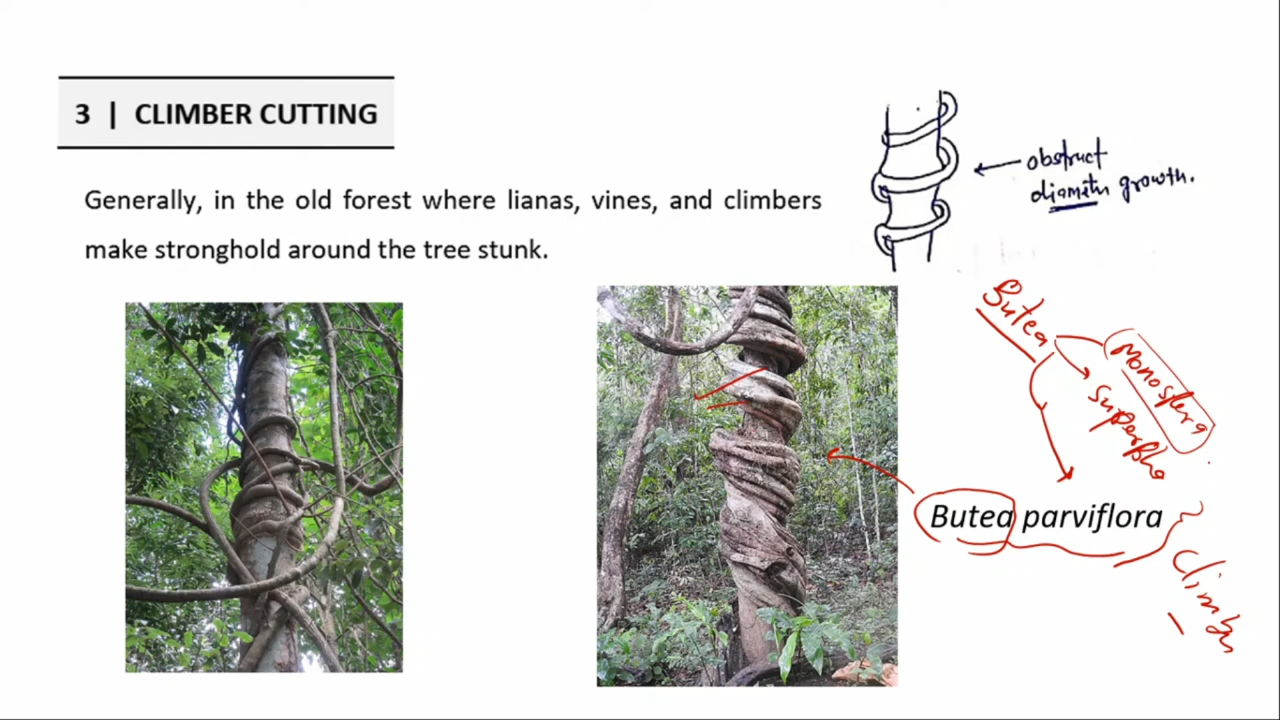 3 | CLIMBER CUTTING
Generally, in the old forest where lianas, vines, and climbers
make stronghold around the tree stunk.
obstruct
diameter growth.
Butea
Monosperma
Superba
Butea parviflora
Climber